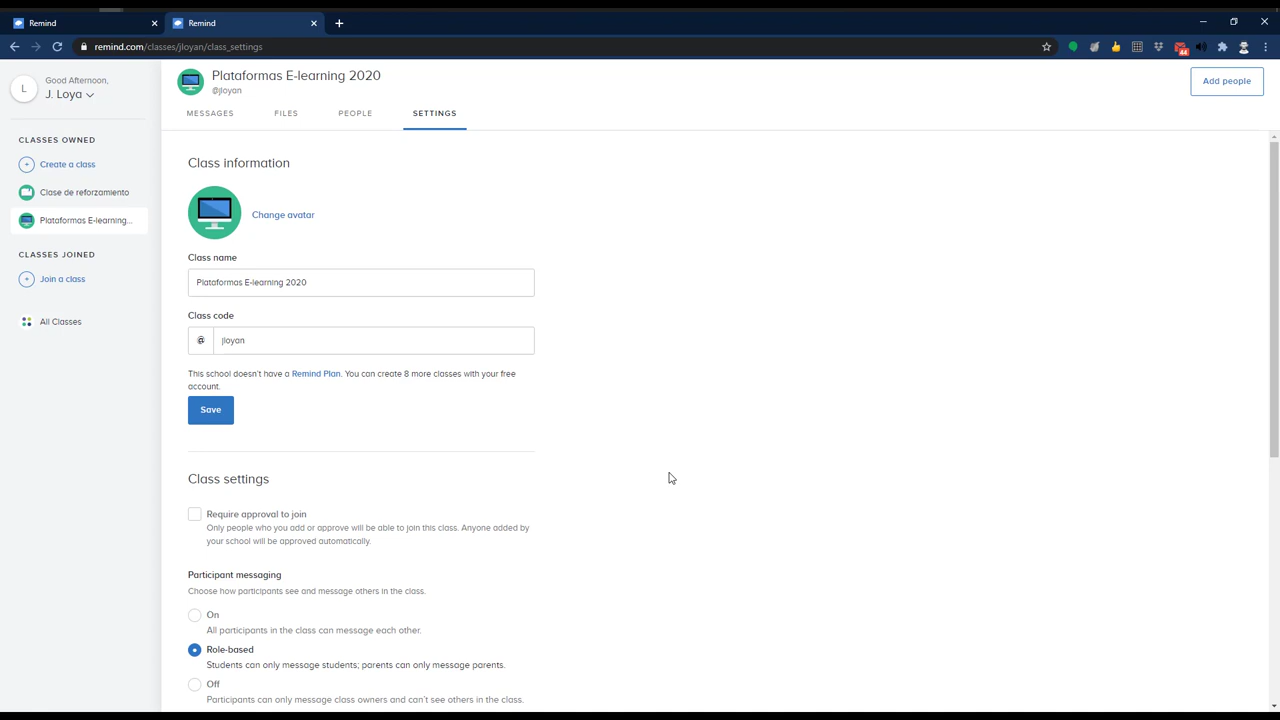 Remind
Remind
remind.com/classes/jloyan/class_settings
44
L
Good Afternoon,
J. Loya
Plataformas E-learning 2020
@jloyan
Add people
MESSAGES FILES PEOPLE SETTINGS
CLASSES OWNED
Create a class
Clase de reforzamiento
Plataformas E-learning...
CLASSES JOINED
Join a class
All Classes
Class information
Change avatar
Class name
Plataformas E-learning 2020
Class code
@ jloyan
This school doesn't have a Remind Plan. You can create 8 more classes with your free
account.
Save
Class settings
Require approval to join
Only people who you add or approve will be able to join this class. Anyone added by
your school will be approved automatically.
Participant messaging
Choose how participants see and message others in the class.
On
All participants in the class can message each other.
Role-based
Students can only message students; parents can only message parents.
Off
Participants can only message class owners and can't see others in the class.